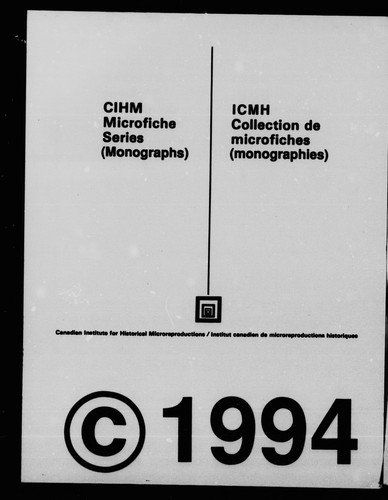 CIHM
Microfiche
Series
(Monographs)
ICMH
Collection de
microfiches
(monographies)
Canadian Institute for Historical Microreproductions / Institut canadien de microreproductions historiques
© 1994